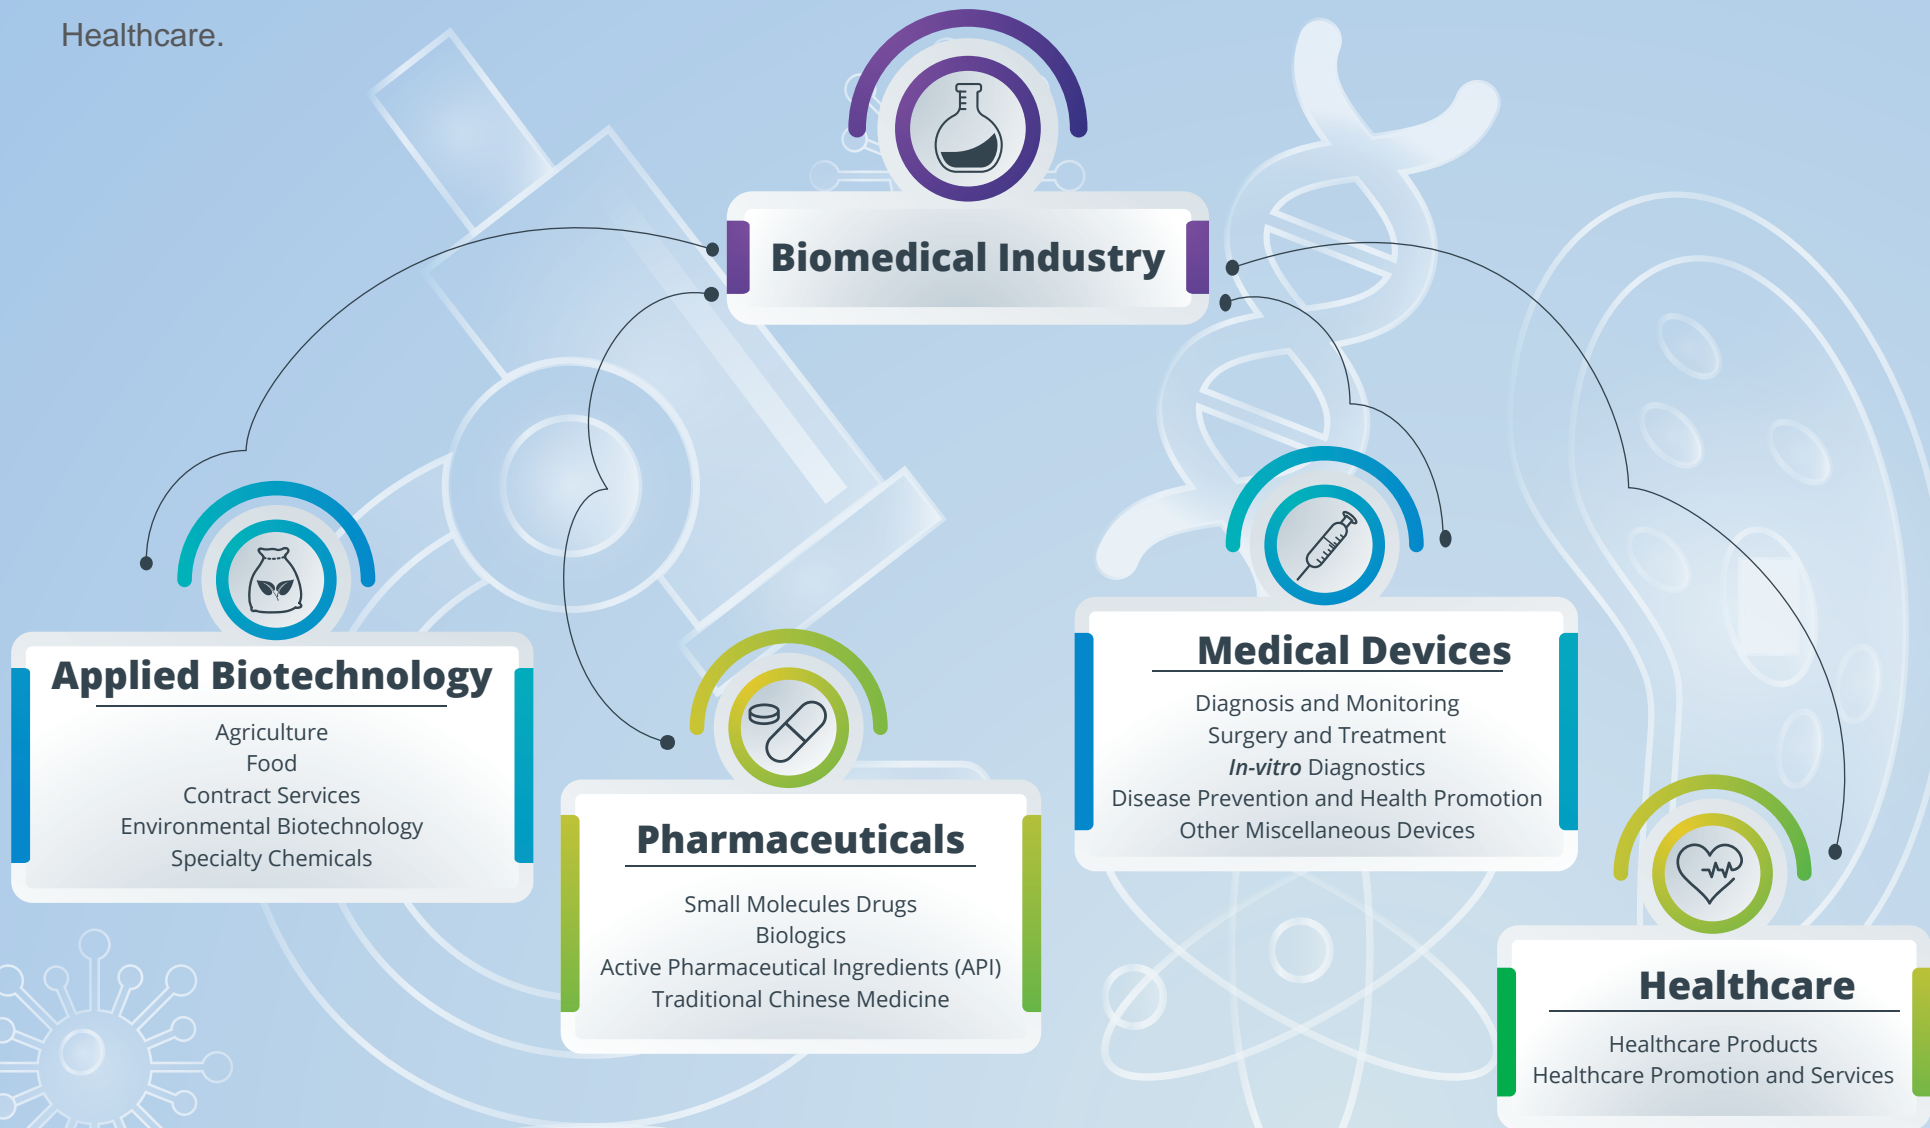 Healthcare.
Biomedical Industry
Applied Biotechnology
Agriculture
Food
Contract Services
Environmental Biotechnology
Specialty Chemicals
Pharmaceuticals
Small Molecules Drugs
Biologics
Active Pharmaceutical Ingredients (API)
Traditional Chinese Medicine
Medical Devices
Diagnosis and Monitoring
Surgery and Treatment
In-vitro Diagnostics
Disease Prevention and Health Promotion
Other Miscellaneous Devices
Healthcare
Healthcare Products
Healthcare Promotion and Services